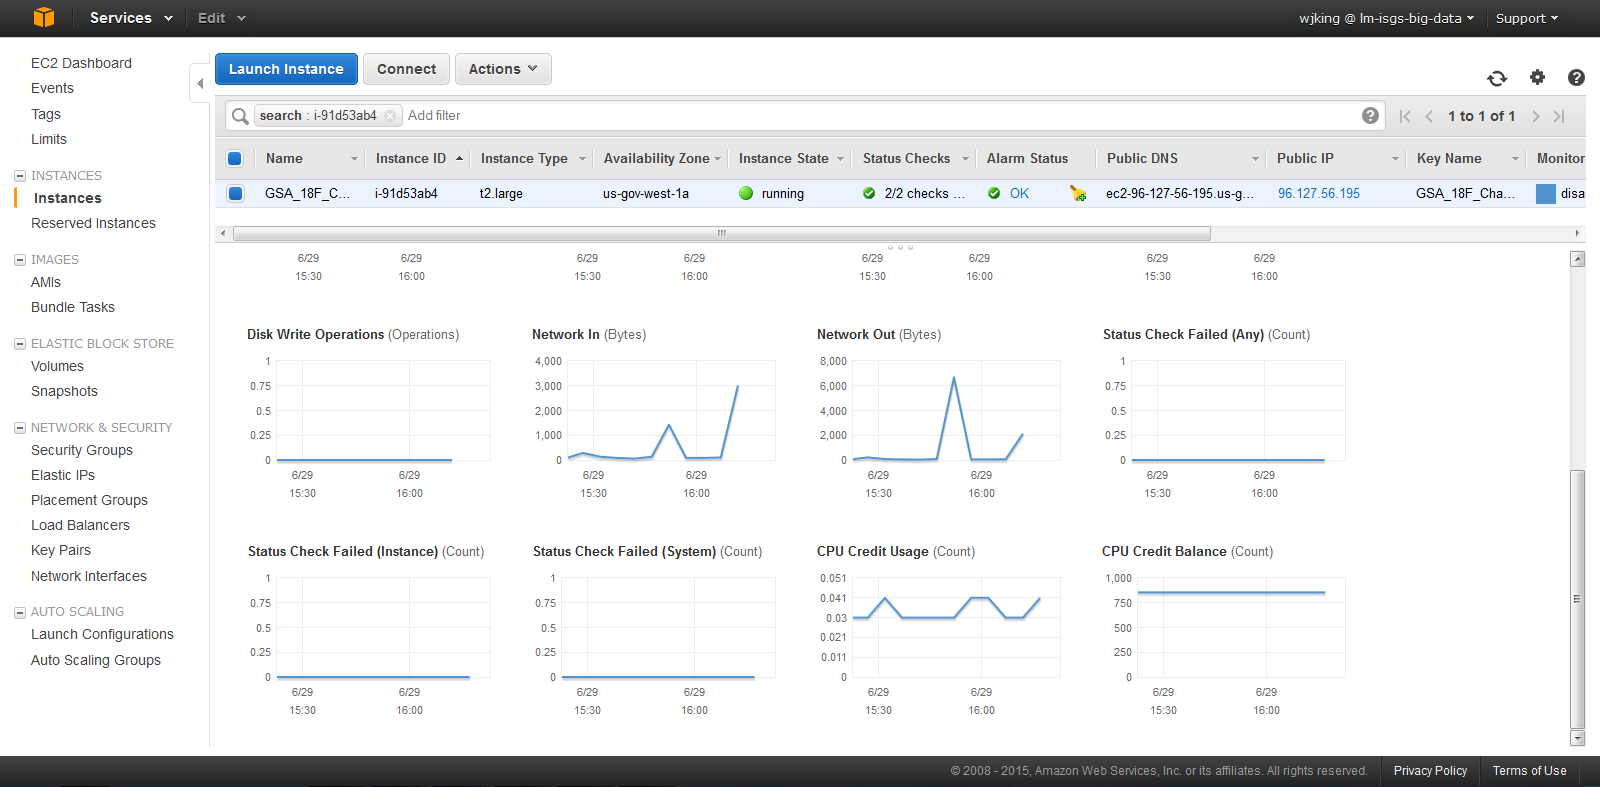 Services Edit wjking @ lm-isgs-big-data Support
EC2 Dashboard
Events
Tags
Limits
INSTANCES
Instances
Reserved Instances
IMAGES
AMIs
Bundle Tasks
ELASTIC BLOCK STORE
Volumes
Snapshots
NETWORK & SECURITY
Security Groups
Elastic IPs
Placement Groups
Load Balancers
Key Pairs
Network Interfaces
AUTO SCALING
Launch Configurations
Auto Scaling Groups
Launch Instance Connect Actions
search : i-91d53ab4 Add filter 1 to 1 of 1
Name Instance ID Instance Type Availability Zone Instance State Status Checks Alarm Status Public DNS Public IP Key Name Monitor
GSA_18F_C... i-91d53ab4 t2.large us-gov-west-1a running 2/2 checks ... OK ec2-96-127-56-195.us-g... 96.127.56.195 GSA_18F_Cha... disa
6/29 6/29 6/29 6/29 6/29 6/29 6/29 6/29
15:30 16:00 15:30 16:00 15:30 16:00 15:30 16:00
Disk Write Operations (Operations)
1
0.75
0.5
0.25
0
6/29 6/29
15:30 16:00
Network In (Bytes)
4,000
3,000
2,000
1,000
0
6/29 6/29
15:30 16:00
Network Out (Bytes)
8,000
6,000
4,000
2,000
0
6/29 6/29
15:30 16:00
Status Check Failed (Any) (Count)
1
0.75
0.5
0.25
0
6/29 6/29
15:30 16:00
Status Check Failed (Instance) (Count)
1
0.75
0.5
0.25
0
6/29 6/29
15:30 16:00
Status Check Failed (System) (Count)
1
0.75
0.5
0.25
0
6/29 6/29
15:30 16:00
CPU Credit Usage (Count)
0.051
0.041
0.03
0.021
0.011
0
6/29 6/29
15:30 16:00
CPU Credit Balance (Count)
1,000
750
500
250
0
6/29 6/29
15:30 16:00
© 2008 - 2015, Amazon Web Services, Inc. or its affiliates. All rights reserved. Privacy Policy Terms of Use